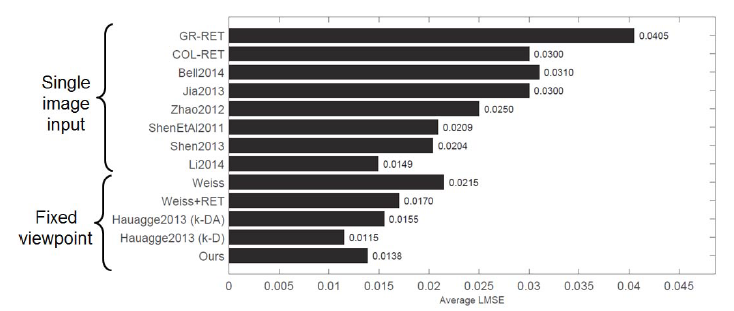 GR-RET 0.0405
COL-RET 0.0300
Bell2014 0.0310
Jia2013 0.0300
Zhao2012 0.0250
ShenEtAl2011 0.0209
Shen2013 0.0204
Li2014 0.0149
Single
image
input
Weiss 0.0215
Weiss+RET 0.0170
Hauagge2013 (k-DA) 0.0155
Hauagge2013 (k-D) 0.0115
Ours 0.0138
Fixed
viewpoint
0 0.005 0.01 0.015 0.02 0.025 0.03 0.035 0.04 0.045
Average LMSE